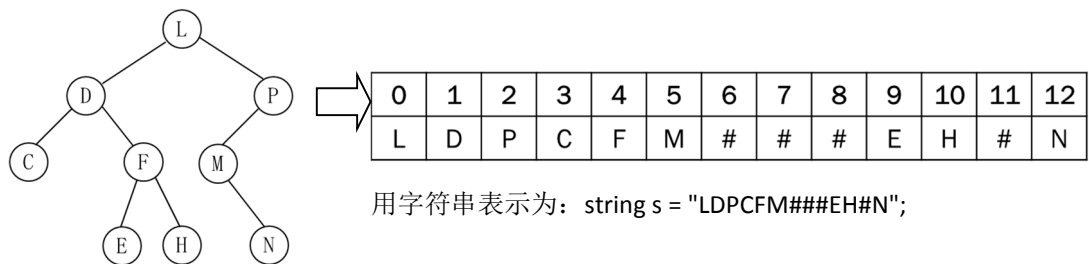 L
D P
C F M
E H N
0 1 2 3 4 5 6 7 8 9 10 11 12
L D P C F M # # # E H # N
用字符串表示为：string s = "LDPCFM###EH#N";